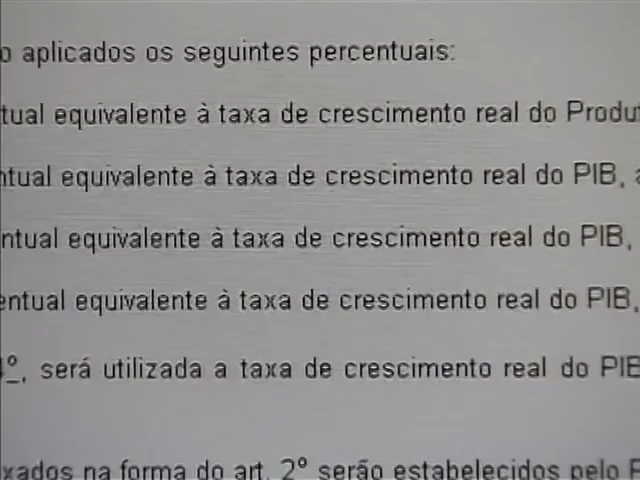 o aplicados os seguintes percentuais:
tual equivalente à taxa de crescimento real do Produ
ntual equivalente à taxa de crescimento real do PIB, a
ntual equivalente à taxa de crescimento real do PIB,
entual equivalente à taxa de crescimento real do PIB,
4º, será utilizada a taxa de crescimento real do PIB
xados na forma do art. 2º serão estabelecidos pelo P